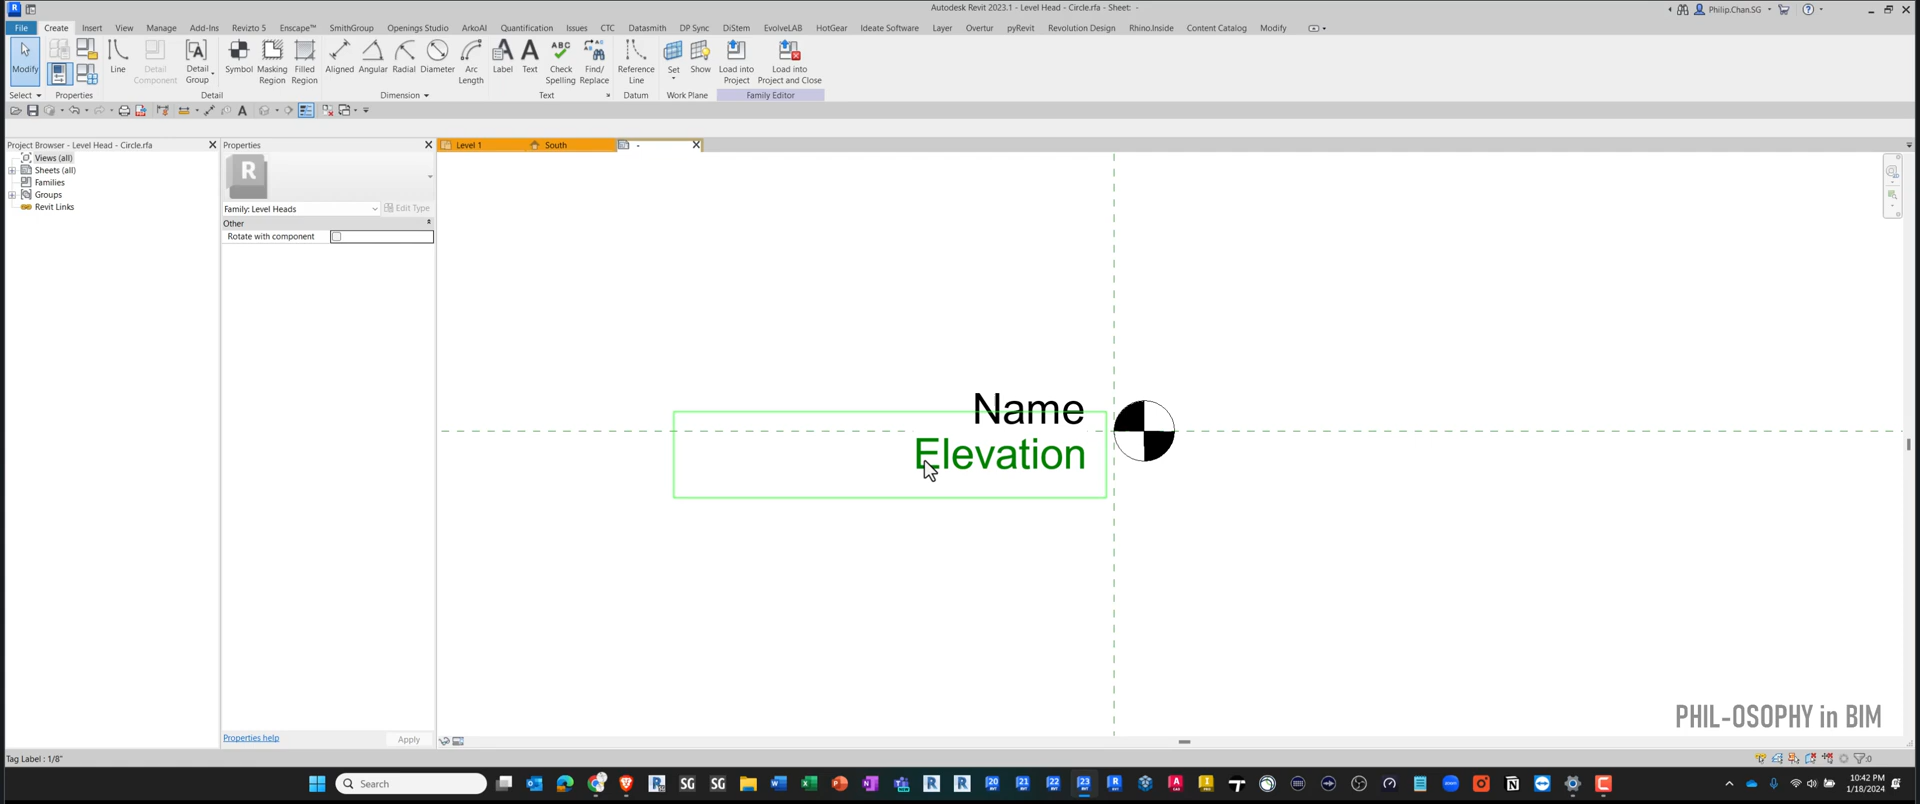 Autodesk Revit 2023.1 - Level Head - Circle.rfa - Sheet: -
Philip.Chan.SG
File Create Insert View Manage Add-Ins Revizto 5 Enscape™ SmithGroup Openings Studio ArkoAI Quantification Issues CTC Datasmith DP Sync DiStem EvolveLAB HotGear Ideate Software Layer Overtur pyRevit Revolution Design Rhino.Inside Content Catalog Modify
Modify
Line
Detail
Component
Detail
Group
Symbol
Masking
Region
Filled
Region
Aligned
Angular
Radial
Diameter
Arc
Length
Label
Text
Check
Spelling
Find/
Replace
Reference
Line
Set
Show
Load into
Project
Load into
Project and Close
Select Properties Detail Dimension Text Datum Work Plane Family Editor
Project Browser - Level Head - Circle.rfa
Views (all)
Sheets (all)
Families
Groups
Revit Links
Properties
R
Family: Level Heads
Edit Type
Other
Rotate with component
Properties help
Apply
Level 1
South
-
Name
Elevation
PHIL-OSOPHY in BIM
Tag Label : 1/8"
:0
Search
SG
SG
20
21
22
23
10:42 PM
1/18/2024